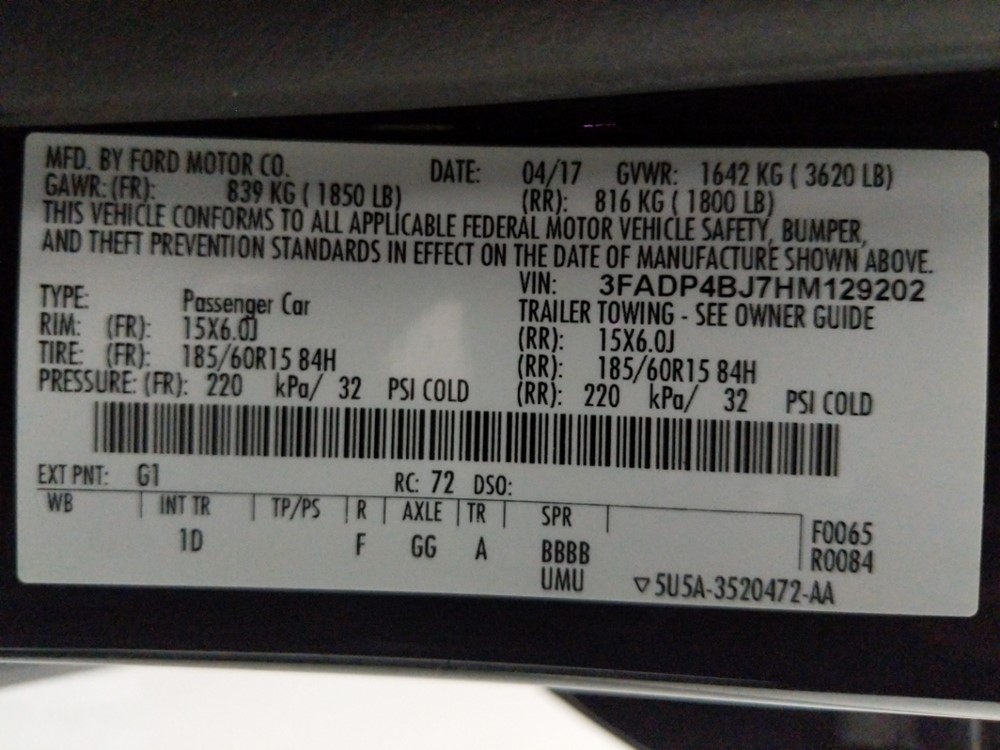 MFD. BY FORD MOTOR CO. DATE: 04/17 GVWR: 1642 KG ( 3620 LB)
GAWR: (FR): 839 KG ( 1850 LB) (RR): 816 KG ( 1800 LB)
THIS VEHICLE CONFORMS TO ALL APPLICABLE FEDERAL MOTOR VEHICLE SAFETY, BUMPER,
AND THEFT PREVENTION STANDARDS IN EFFECT ON THE DATE OF MANUFACTURE SHOWN ABOVE.
VIN: 3FADP4BJ7HM129202
TYPE: Passenger Car TRAILER TOWING - SEE OWNER GUIDE
RIM: (FR): 15X6.0J (RR): 15X6.0J
TIRE: (FR): 185/60R15 84H (RR): 185/60R15 84H
PRESSURE: (FR): 220 kPa/ 32 PSI COLD (RR): 220 kPa/ 32 PSI COLD
EXT PNT: G1 RC: 72 DSO:
WB INT TR TP/PS R AXLE TR SPR F0065
1D F GG A BBBB R0084
UMU ▽5U5A-3520472-AA